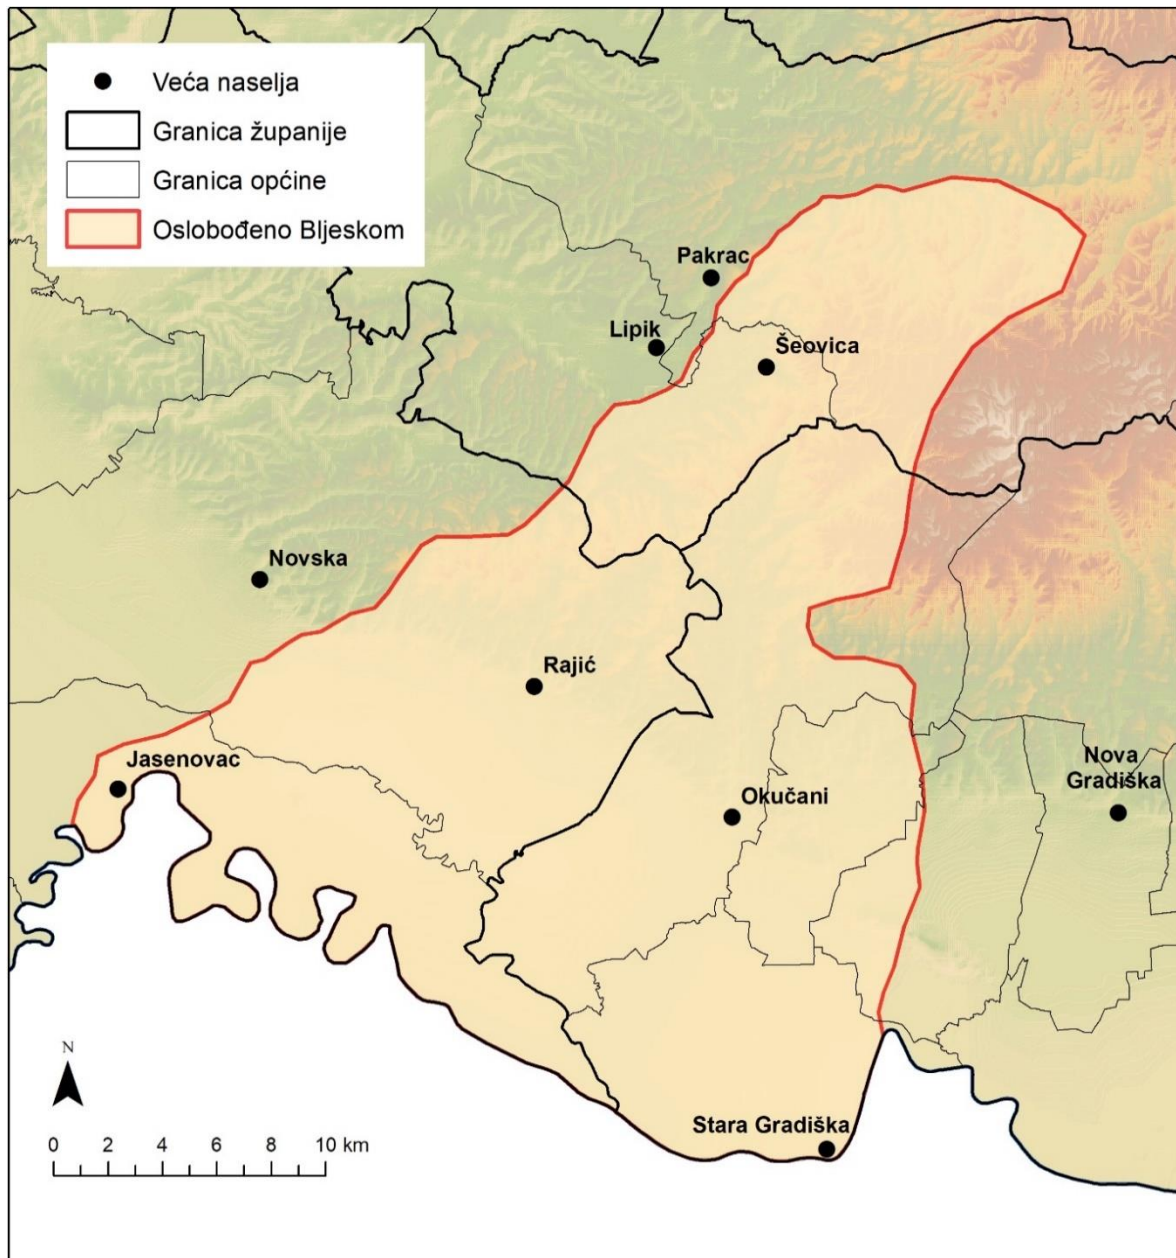 Veća naselja
Granica županije
Granica općine
Oslobođeno Bljeskom
Pakrac
Lipik
Šeovica
Novska
Rajić
Jasenovac
Nova
Gradiška
Okučani
N
Stara Gradiška
0 2 4 6 8 10 km